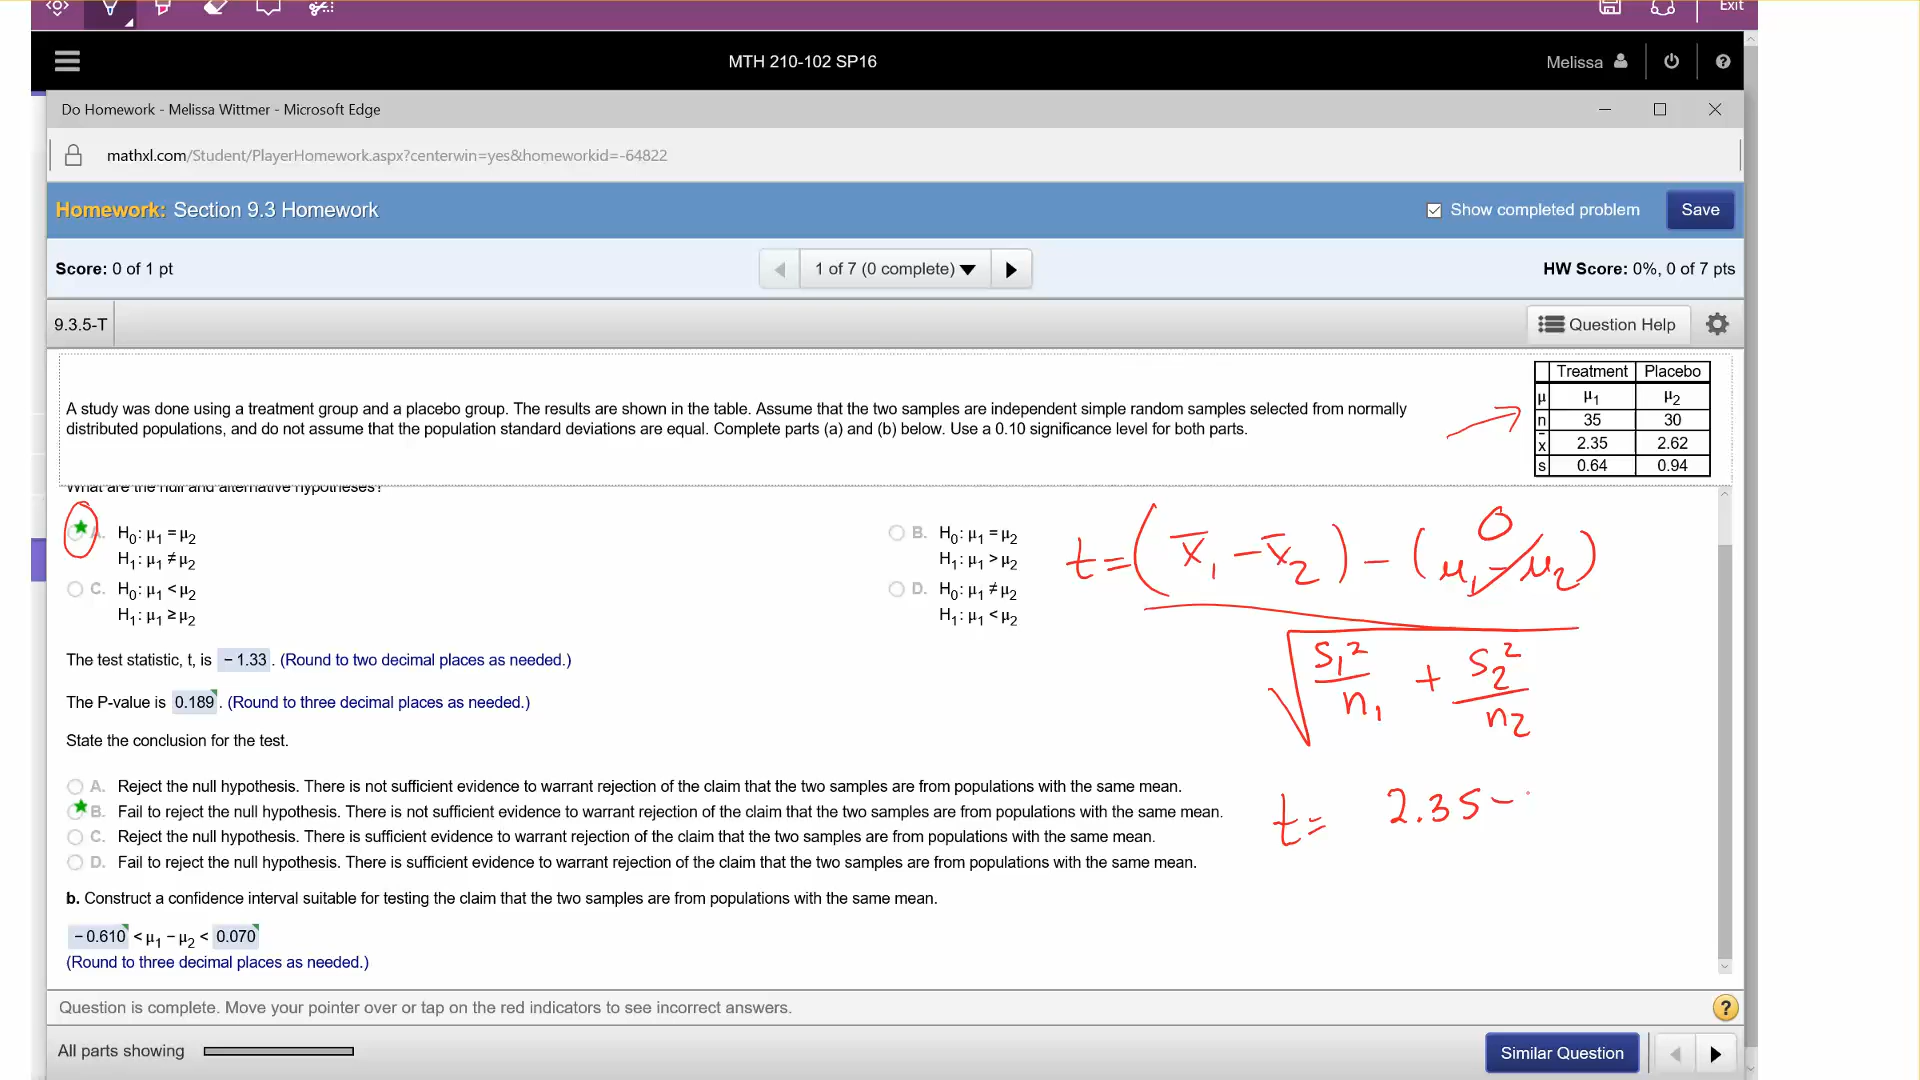 Exit
MTH 210-102 SP16
Melissa
?
Do Homework - Melissa Wittmer - Microsoft Edge
mathxl.com/Student/PlayerHomework.aspx?centerwin=yes&homeworkid=-64822
Homework: Section 9.3 Homework
Show completed problem
Save
Score: 0 of 1 pt
1 of 7 (0 complete)
HW Score: 0%, 0 of 7 pts
9.3.5-T
Question Help
A study was done using a treatment group and a placebo group. The results are shown in the table. Assume that the two samples are independent simple random samples selected from normally
distributed populations, and do not assume that the population standard deviations are equal. Complete parts (a) and (b) below. Use a 0.10 significance level for both parts.
Treatment Placebo
μ μ₁ μ₂
n 35 30
x̄ 2.35 2.62
s 0.64 0.94
What are the null and alternative hypotheses?
A. H₀: μ₁ = μ₂
H₁: μ₁ ≠ μ₂
B. H₀: μ₁ = μ₂
H₁: μ₁ > μ₂
C. H₀: μ₁ < μ₂
H₁: μ₁ ≥ μ₂
D. H₀: μ₁ ≠ μ₂
H₁: μ₁ < μ₂
The test statistic, t, is − 1.33 . (Round to two decimal places as needed.)
The P-value is 0.189 . (Round to three decimal places as needed.)
State the conclusion for the test.
A. Reject the null hypothesis. There is not sufficient evidence to warrant rejection of the claim that the two samples are from populations with the same mean.
B. Fail to reject the null hypothesis. There is not sufficient evidence to warrant rejection of the claim that the two samples are from populations with the same mean.
C. Reject the null hypothesis. There is sufficient evidence to warrant rejection of the claim that the two samples are from populations with the same mean.
D. Fail to reject the null hypothesis. There is sufficient evidence to warrant rejection of the claim that the two samples are from populations with the same mean.
b. Construct a confidence interval suitable for testing the claim that the two samples are from populations with the same mean.
− 0.610 < μ₁ − μ₂ < 0.070
(Round to three decimal places as needed.)
0
t = (x̄₁ − x̄₂) − (μ₁ − μ₂)
√ s₁² + s₂²
n₁ n₂
t = 2.35 −
Question is complete. Move your pointer over or tap on the red indicators to see incorrect answers.
?
All parts showing
Similar Question